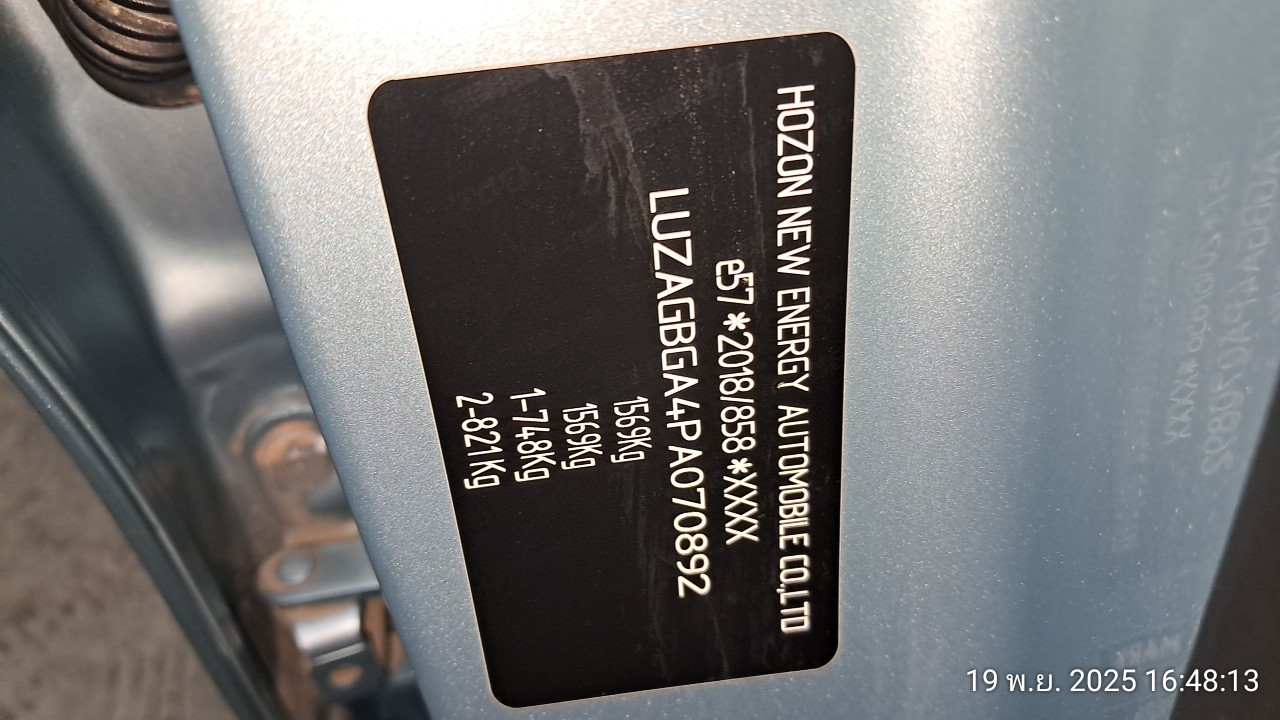 HOZON NEW ENERGY AUTOMOBILE CO.,LTD
e57*2018/858*XXXX
LUZAGBGA4PA070892
1569Kg
1569Kg
1-748Kg
2-821Kg
19 พ.ย. 2025 16:48:13